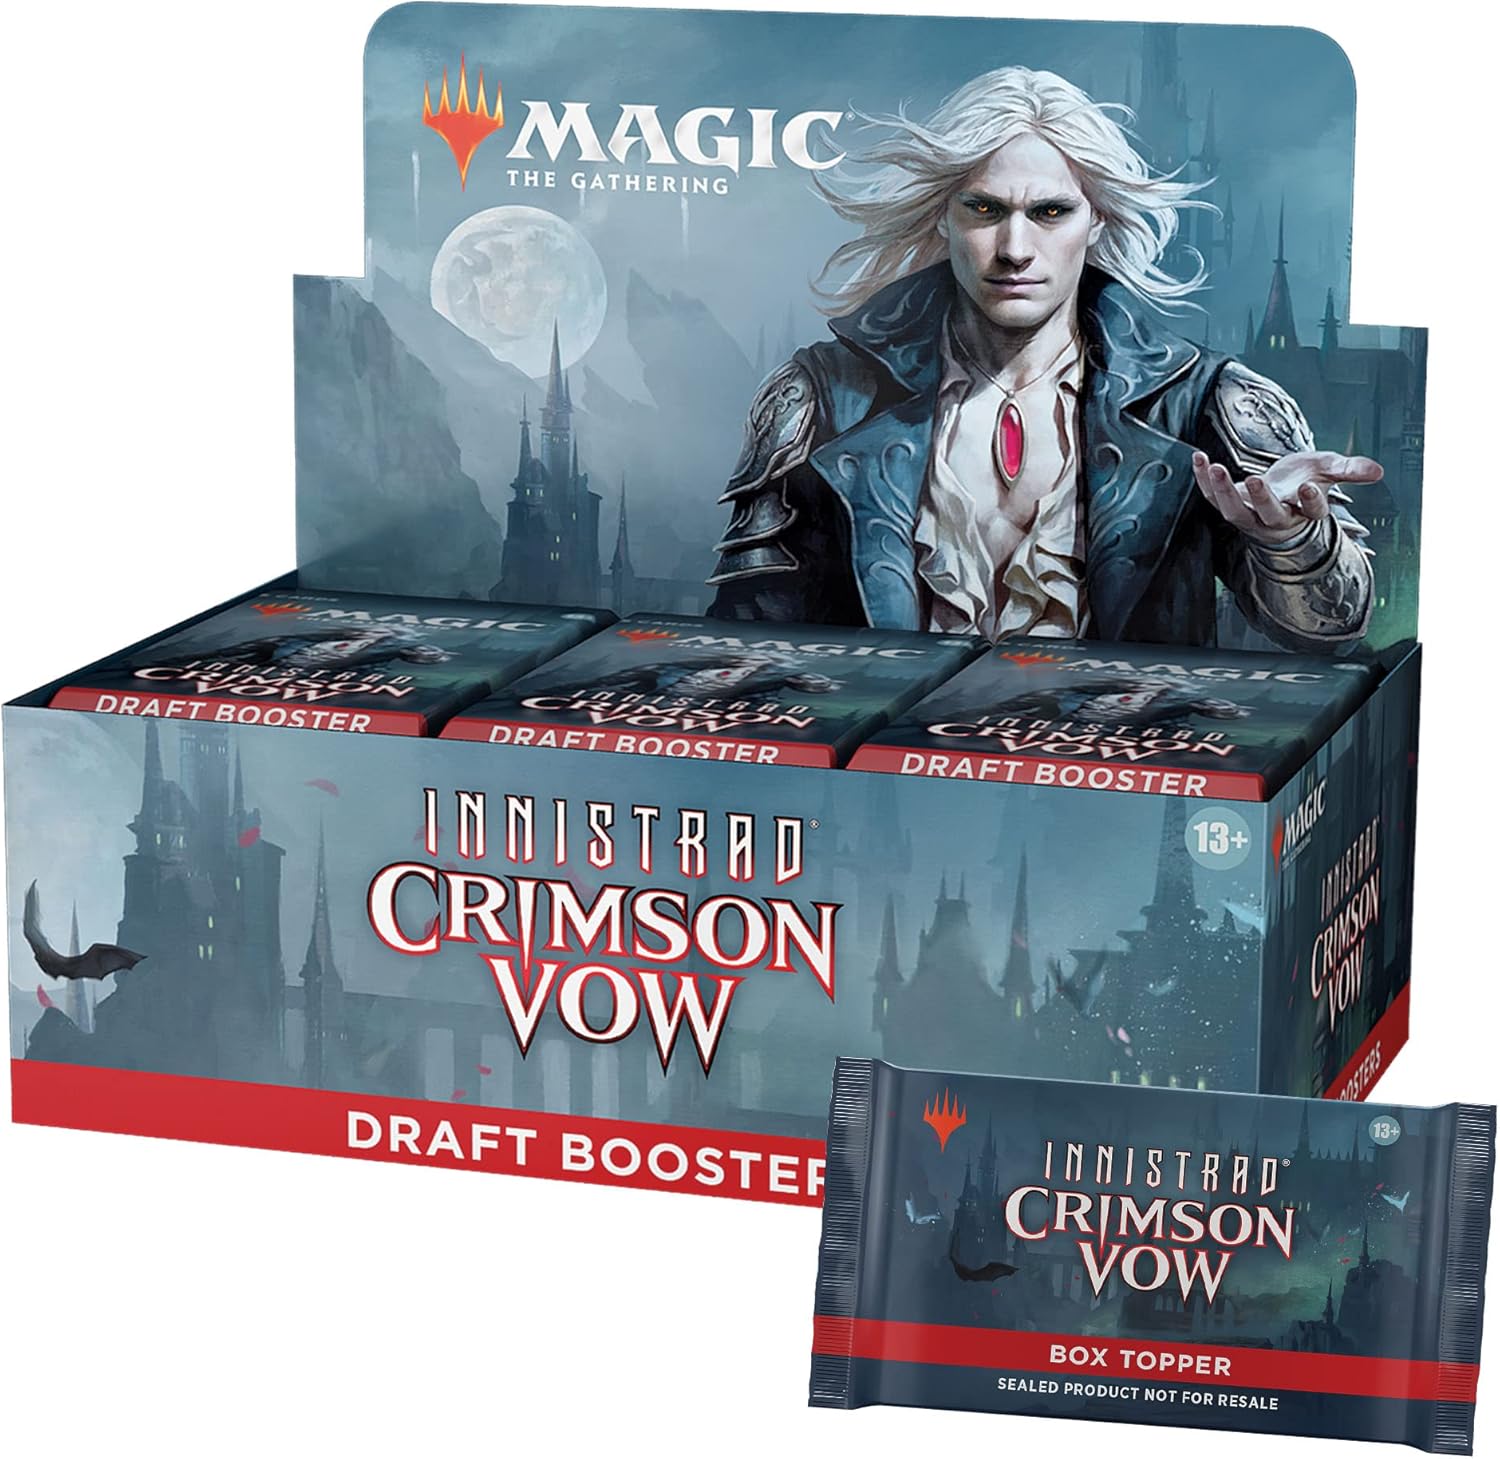 MAGIC®
THE GATHERING
MAGIC
INNISTRAD
CRIMSON
VOW
DRAFT BOOSTER
MAGIC
INNISTRAD
CRIMSON
VOW
DRAFT BOOSTER
MAGIC
INNISTRAD
CRIMSON
VOW
DRAFT BOOSTER
13+
INNISTRAD®
CRIMSON
VOW
DRAFT BOOSTER
MAGIC
INNISTRAD
CRIMSON
VOW
BOOSTERS
13+
INNISTRAD®
CRIMSON
VOW
BOX TOPPER
SEALED PRODUCT NOT FOR RESALE